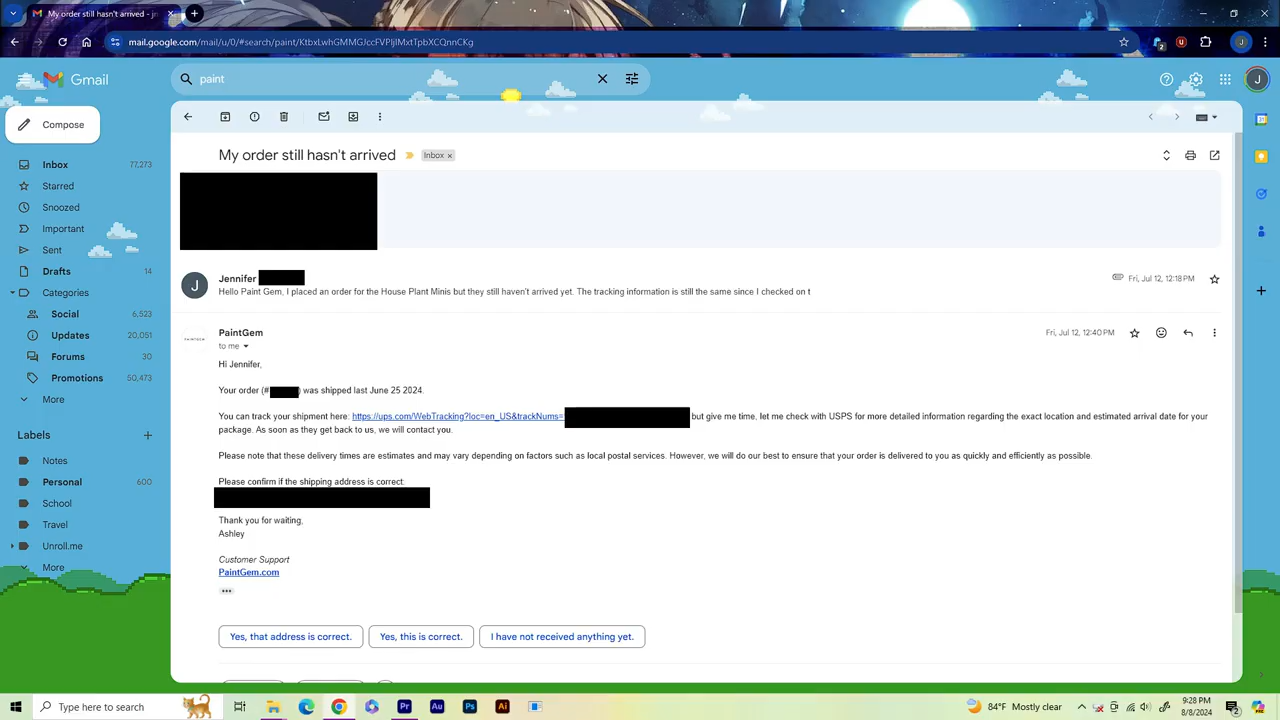 My order still hasn't arrived - jn
mail.google.com/mail/u/0/#search/paint/KtbxLwhGMMGJccFVPljlMxtTpbXCQnnCKg
Gmail
paint
Compose
Inbox 77,273
Starred
Snoozed
Important
Sent
Drafts 14
Categories
Social 6,523
Updates 20,051
Forums 30
Promotions 50,473
More
Labels
Notes
Personal 600
School
Travel
Unroll.me
More
My order still hasn't arrived Inbox x
Jennifer Fri, Jul 12, 12:18 PM
Hello Paint Gem, I placed an order for the House Plant Minis but they still haven't arrived yet. The tracking information is still the same since I checked on t
PAINTGEM
PaintGem Fri, Jul 12, 12:40 PM
to me
Hi Jennifer,
Your order (# ) was shipped last June 25 2024.
You can track your shipment here: https://ups.com/WebTracking?loc=en_US&trackNums= but give me time, let me check with USPS for more detailed information regarding the exact location and estimated arrival date for your
package. As soon as they get back to us, we will contact you.
Please note that these delivery times are estimates and may vary depending on factors such as local postal services. However, we will do our best to ensure that your order is delivered to you as quickly and efficiently as possible.
Please confirm if the shipping address is correct:
Thank you for waiting,
Ashley
Customer Support
PaintGem.com
Yes, that address is correct. Yes, this is correct. I have not received anything yet.
Type here to search
Pr Au Ps Ai
84°F Mostly clear
9:28 PM
8/8/2024
2